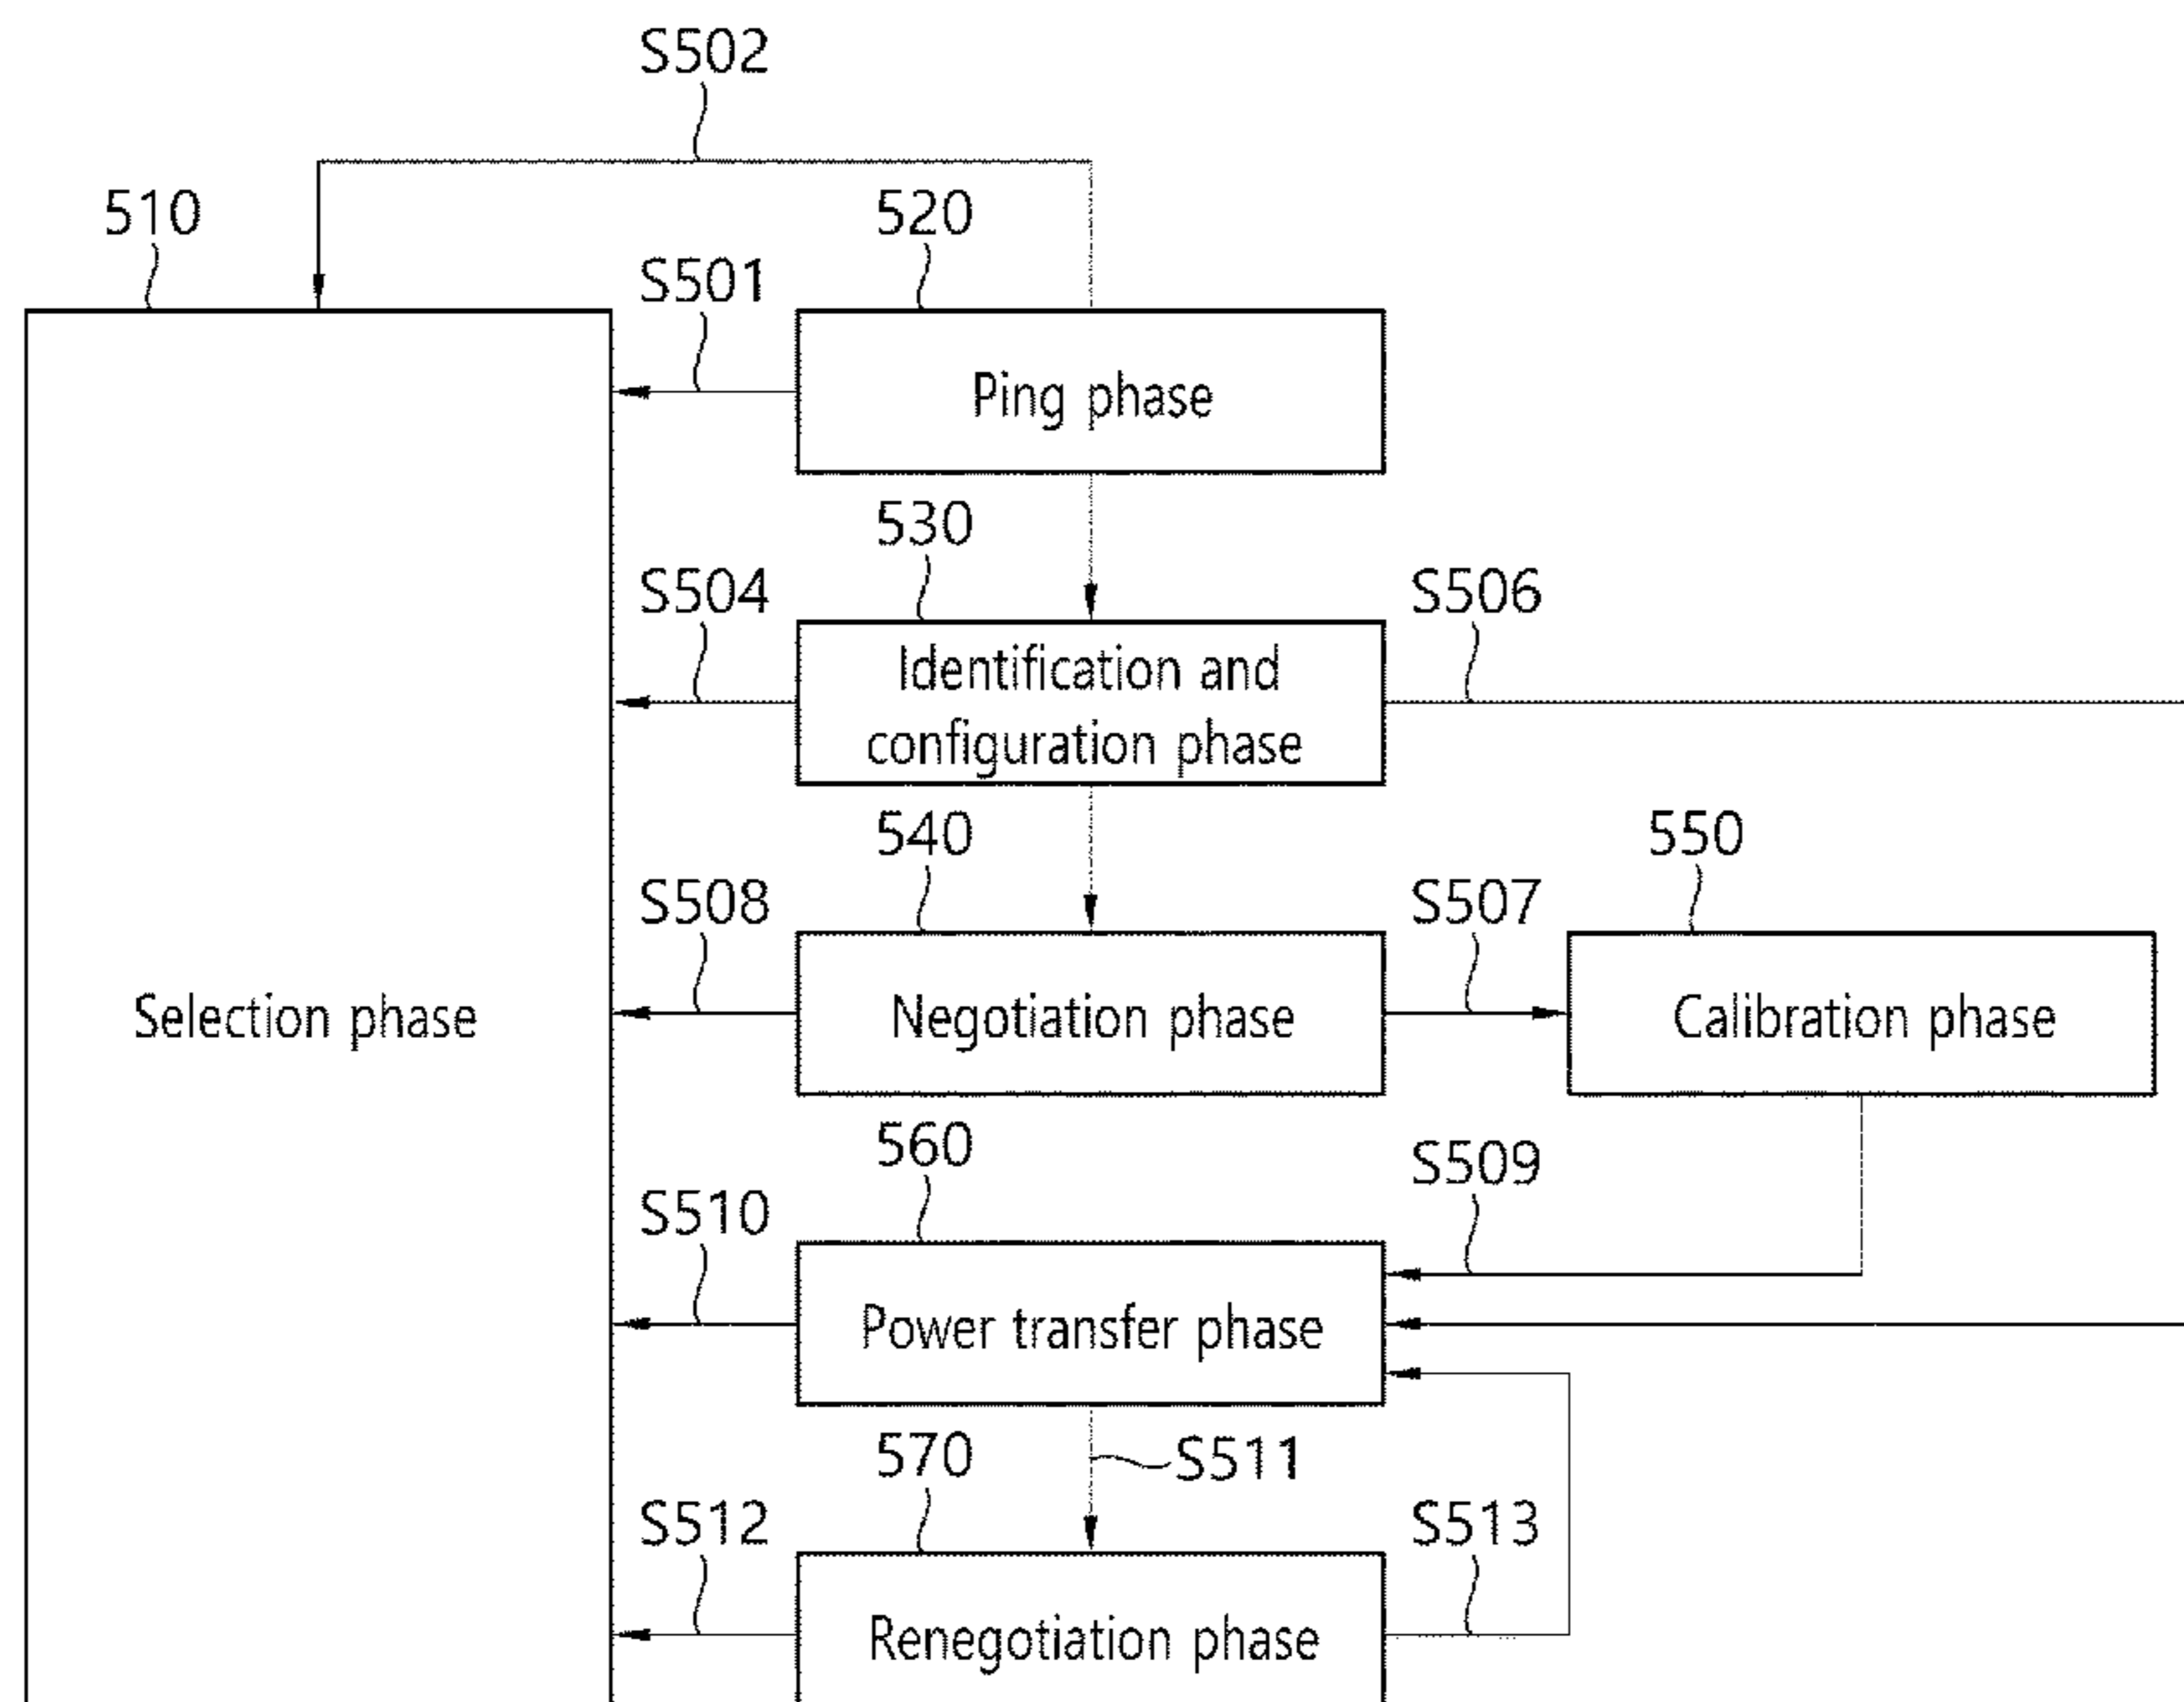 S502
510
520
S501
Ping phase
530
S504
S506
Identification and
configuration phase
540
550
S508
S507
Selection phase
Negotiation phase
Calibration phase
560
S509
S510
Power transfer phase
570
S511
S512
S513
Renegotiation phase